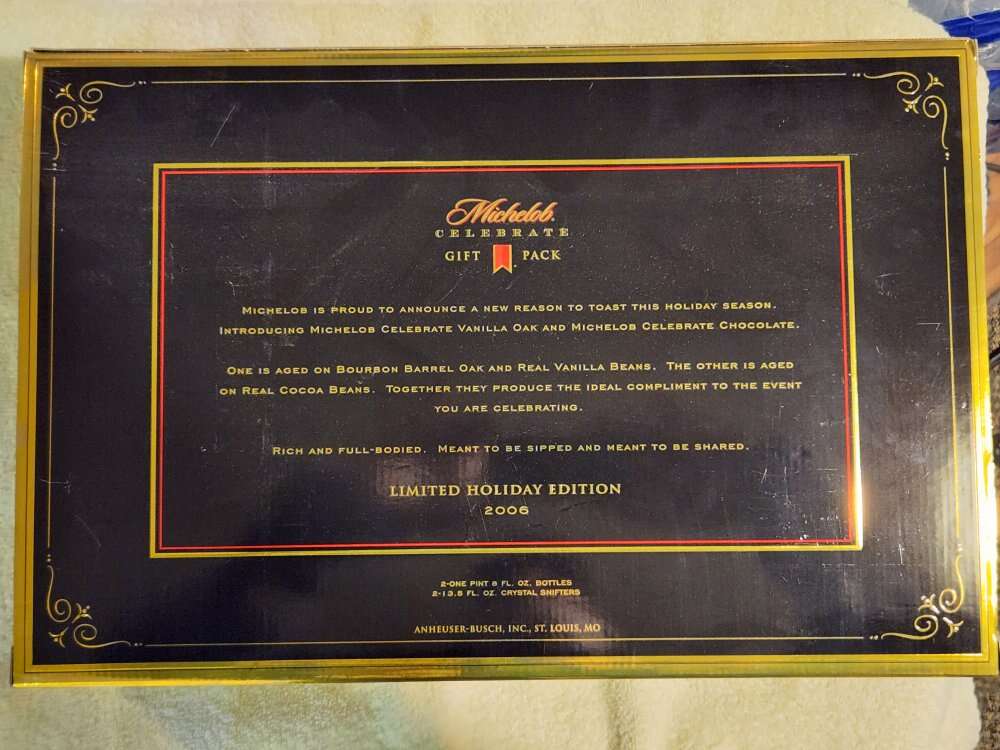 Michelob.
CELEBRATE
GIFT PACK
MICHELOB IS PROUD TO ANNOUNCE A NEW REASON TO TOAST THIS HOLIDAY SEASON.
INTRODUCING MICHELOB CELEBRATE VANILLA OAK AND MICHELOB CELEBRATE CHOCOLATE.
ONE IS AGED ON BOURBON BARREL OAK AND REAL VANILLA BEANS. THE OTHER IS AGED
ON REAL COCOA BEANS. TOGETHER THEY PRODUCE THE IDEAL COMPLIMENT TO THE EVENT
YOU ARE CELEBRATING.
RICH AND FULL-BODIED. MEANT TO BE SIPPED AND MEANT TO BE SHARED.
LIMITED HOLIDAY EDITION
2006
2-ONE PINT 8 FL. OZ. BOTTLES
2-13.5 FL. OZ. CRYSTAL SNIFTERS
ANHEUSER-BUSCH, INC., ST. LOUIS, MO